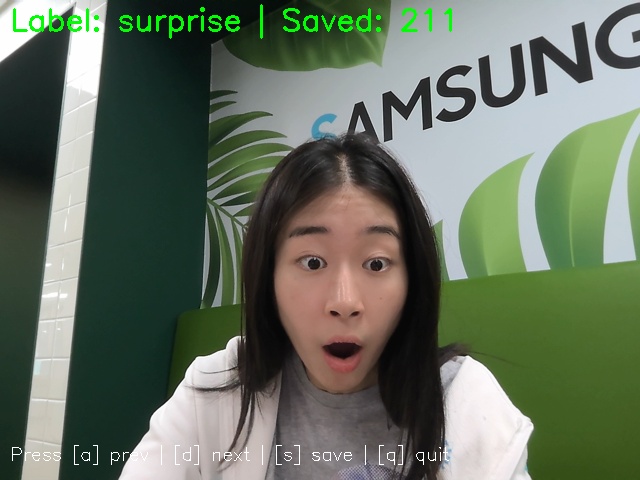 Label: surprise | Saved: 211
SAMSUNG
Press [a] prev | [d] next | [s] save | [q] quit